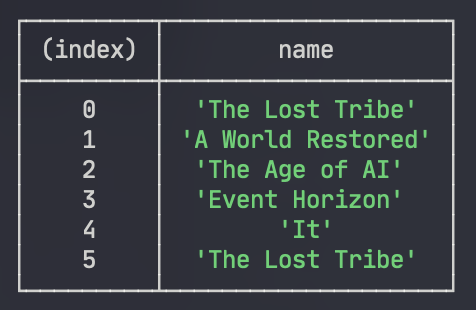 (index) name
0 'The Lost Tribe'
1 'A World Restored'
2 'The Age of AI'
3 'Event Horizon'
4 'It'
5 'The Lost Tribe'